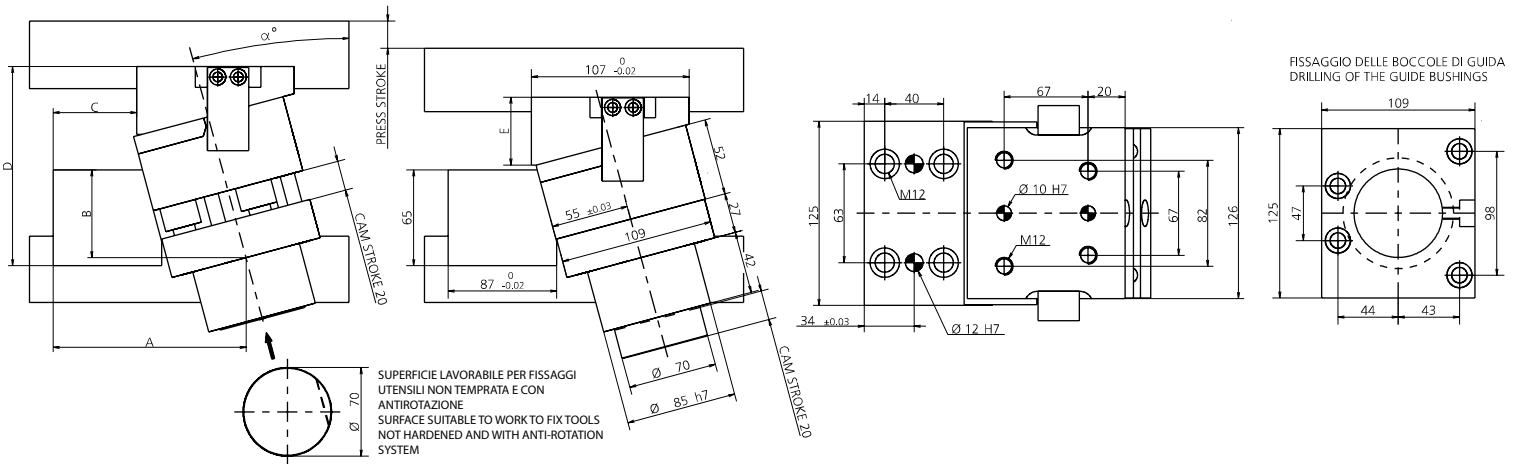 α°
C
D
B
A
CAM STROKE 20
PRESS STROKE
Ø 70
SUPERFICIE LAVORABILE PER FISSAGGI
UTENSILI NON TEMPRATA E CON
ANTIROTAZIONE
SURFACE SUITABLE TO WORK TO FIX TOOLS
NOT HARDENED AND WITH ANTI-ROTATION
SYSTEM
107 0 -0.02
E
52
65
55 ±0.03
27
109
42
87 0 -0.02
CAM STROKE 20
Ø 70
Ø 85 h7
14
40
67
20
M12
Ø 10 H7
125
63
67
82
126
M12
34 ±0.03
Ø 12 H7
FISSAGGIO DELLE BOCCOLE DI GUIDA
DRILLING OF THE GUIDE BUSHINGS
109
125
47
98
44
43